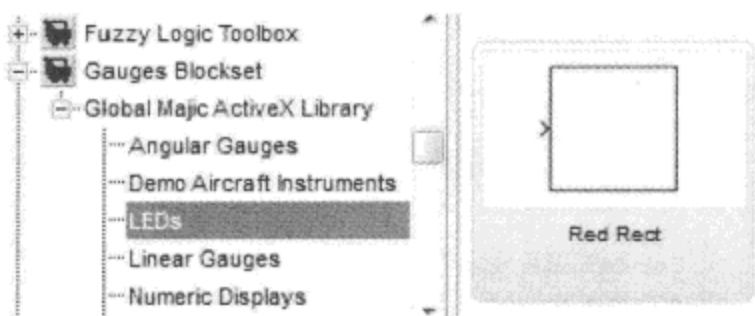 Fuzzy Logic Toolbox
Gauges Blockset
Global Majic ActiveX Library
Angular Gauges
Demo Aircraft Instruments
LEDs
Linear Gauges
Numeric Displays
Red Rect